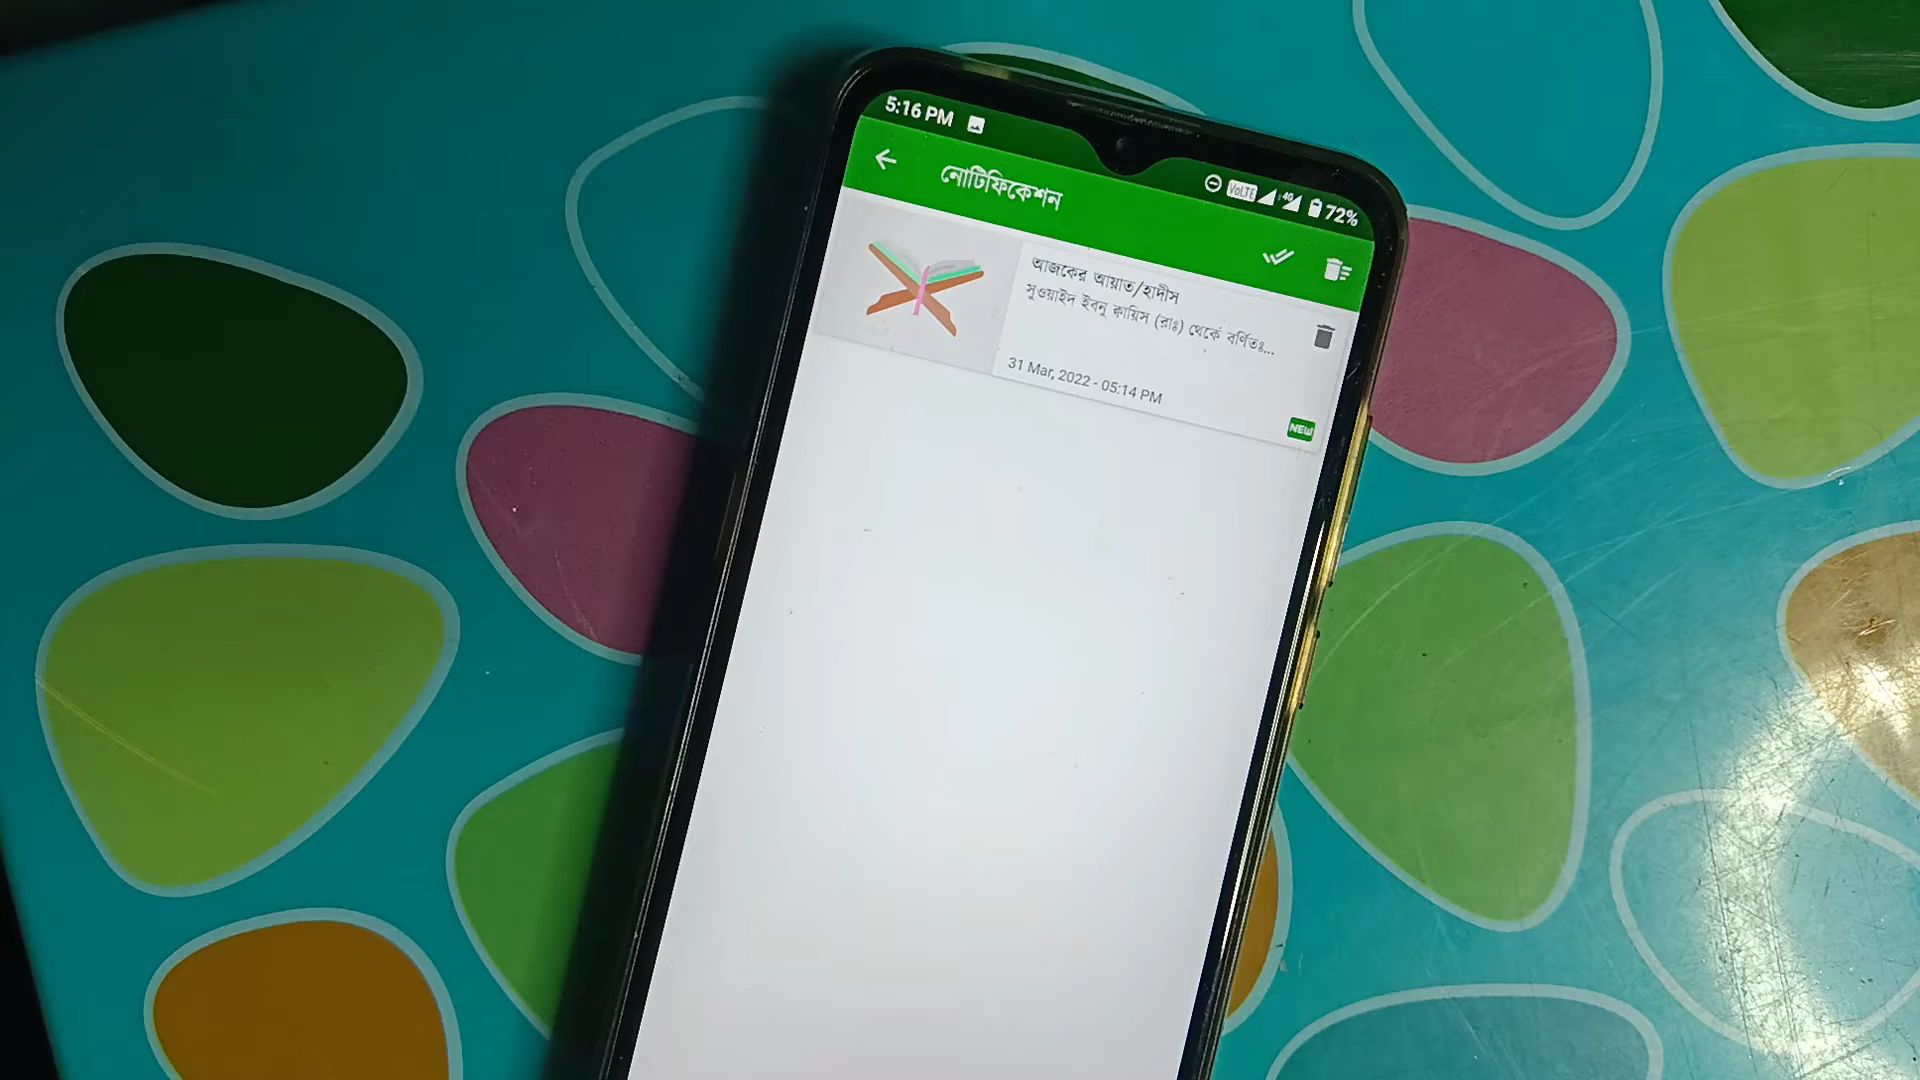 5:16 PM
VoLTE 4G 72%
নোটিফিকেশন
আজকের আয়াত/হাদীস
সুওয়াইদ ইবনু কায়িস (রাঃ) থেকে বর্ণিতঃ...
31 Mar, 2022 - 05:14 PM
NEW